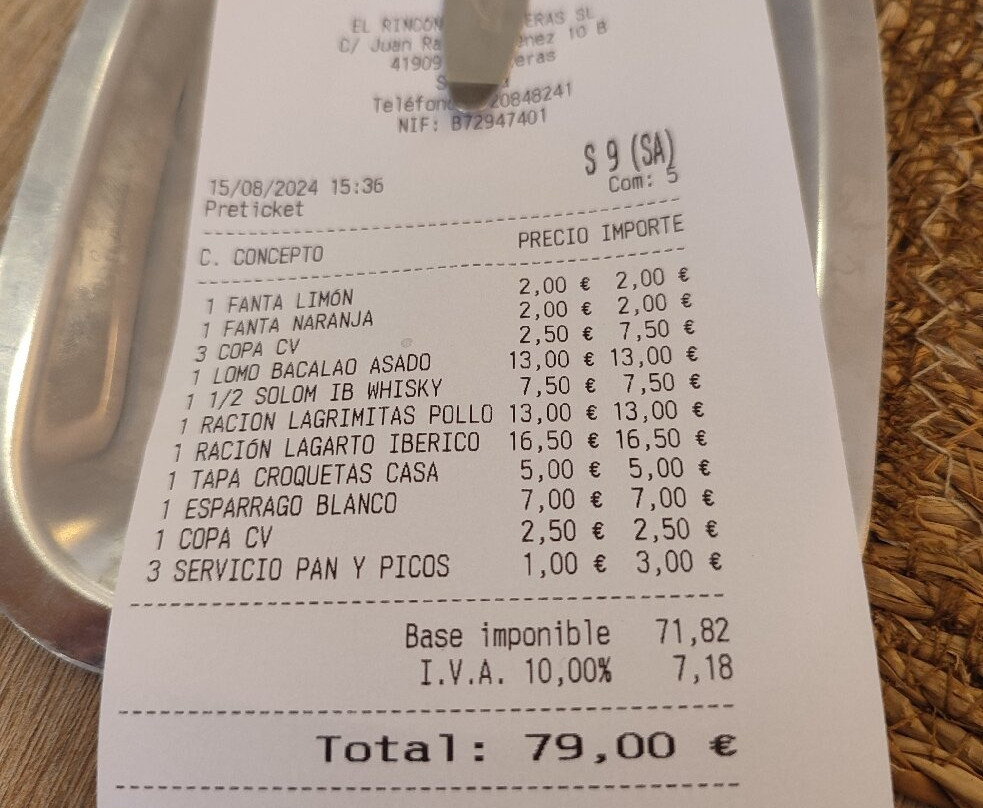 EL RINCÓN ERAS SL
C/ Juan Ra nez 10 B
41909 eras
Teléfon 20848241
NIF: B72947401
S 9 (SA)
Com: 5
15/08/2024 15:36
Preticket
C. CONCEPTO PRECIO IMPORTE
1 FANTA LIMÓN 2,00 € 2,00 €
1 FANTA NARANJA 2,00 € 2,00 €
3 COPA CV 2,50 € 7,50 €
1 LOMO BACALAO ASADO 13,00 € 13,00 €
1 1/2 SOLOM IB WHISKY 7,50 € 7,50 €
1 RACION LAGRIMITAS POLLO 13,00 € 13,00 €
1 RACIÓN LAGARTO IBERICO 16,50 € 16,50 €
1 TAPA CROQUETAS CASA 5,00 € 5,00 €
1 ESPARRAGO BLANCO 7,00 € 7,00 €
1 COPA CV 2,50 € 2,50 €
3 SERVICIO PAN Y PICOS 1,00 € 3,00 €
Base imponible 71,82
I.V.A. 10,00% 7,18
Total: 79,00 €